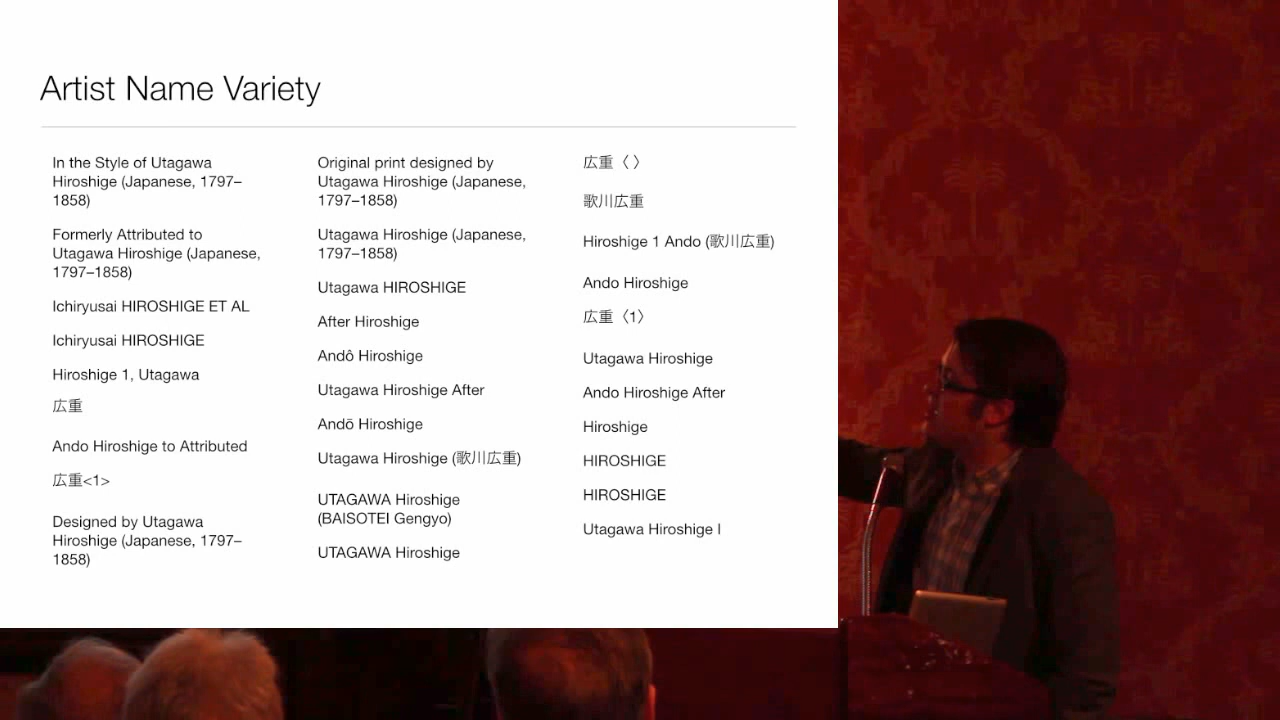 Artist Name Variety
In the Style of Utagawa
Hiroshige (Japanese, 1797–
1858)
Formerly Attributed to
Utagawa Hiroshige (Japanese,
1797–1858)
Ichiryusai HIROSHIGE ET AL
Ichiryusai HIROSHIGE
Hiroshige 1, Utagawa
広重
Ando Hiroshige to Attributed
広重<1>
Designed by Utagawa
Hiroshige (Japanese, 1797–
1858)
Original print designed by
Utagawa Hiroshige (Japanese,
1797–1858)
Utagawa Hiroshige (Japanese,
1797–1858)
Utagawa HIROSHIGE
After Hiroshige
Andô Hiroshige
Utagawa Hiroshige After
Andō Hiroshige
Utagawa Hiroshige (歌川広重)
UTAGAWA Hiroshige
(BAISOTEI Gengyo)
UTAGAWA Hiroshige
広重〈 〉
歌川広重
Hiroshige 1 Ando (歌川広重)
Ando Hiroshige
広重〈1〉
Utagawa Hiroshige
Ando Hiroshige After
Hiroshige
HIROSHIGE
HIROSHIGE
Utagawa Hiroshige I